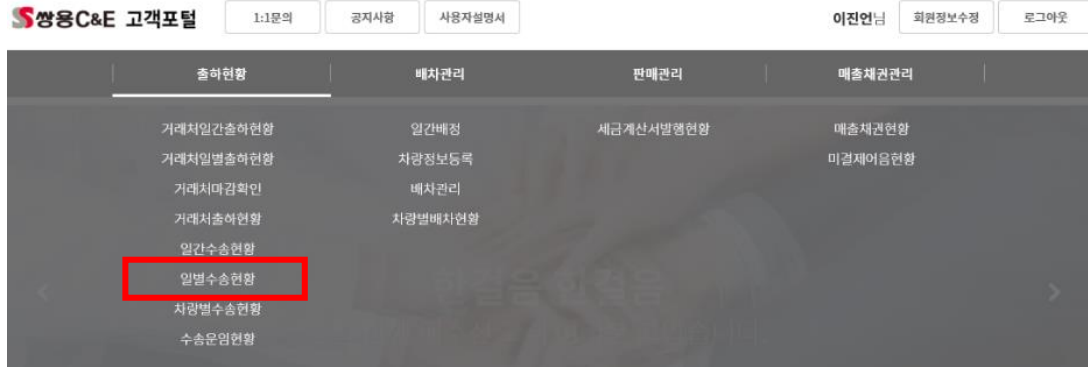 쌍용C&E 고객포털 1:1문의 공지사항 사용자설명서 이진언님 회원정보수정 로그아웃
출하현황 배차관리 판매관리 매출채권관리
거래처일간출하현황 일간배정 세금계산서발행현황 매출채권현황
거래처일별출하현황 차량정보등록 미결제어음현황
거래처마감확인 배차관리
거래처출하현황 차량별배차현황
일간수송현황
일별수송현황
차량별수송현황
수송운임현황